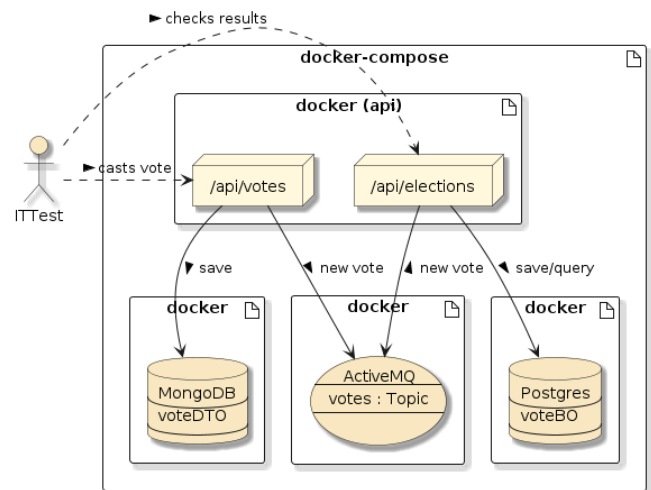 ► checks results
docker-compose
docker (api)
► casts vote
/api/votes
/api/elections
ITTest
save
new vote
new vote
save/query
docker
docker
docker
MongoDB
voteDTO
ActiveMQ
votes : Topic
Postgres
voteBO